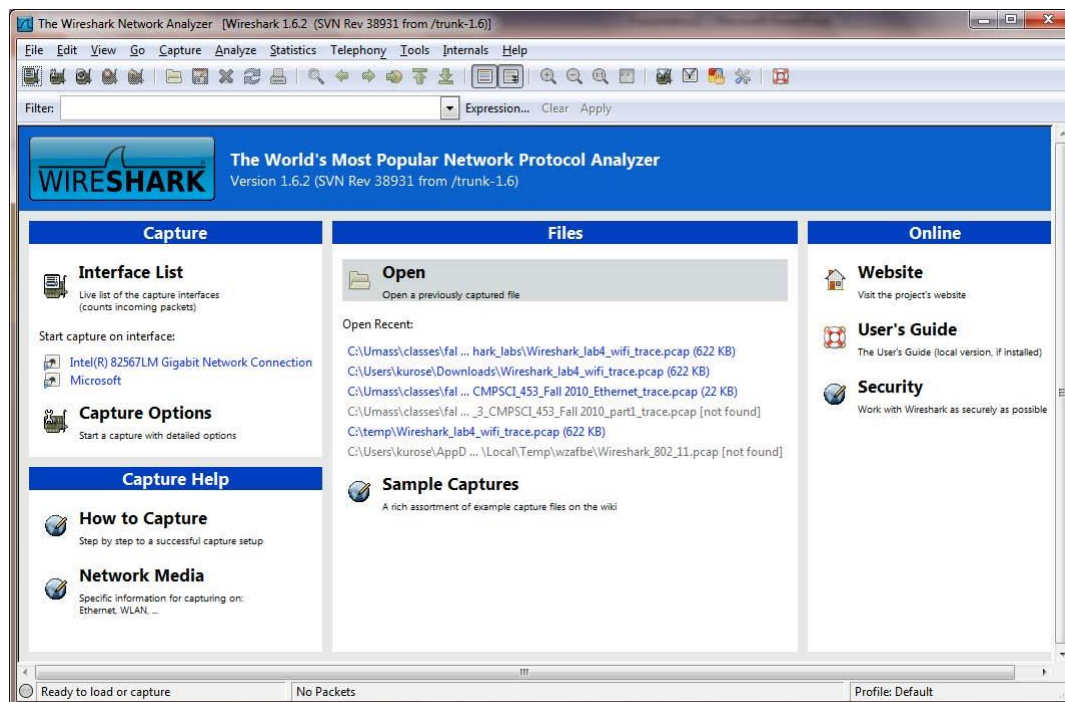 The Wireshark Network Analyzer [Wireshark 1.6.2 (SVN Rev 38931 from /trunk-1.6)]
File Edit View Go Capture Analyze Statistics Telephony Tools Internals Help
Filter:
Expression... Clear Apply
WIRESHARK
The World's Most Popular Network Protocol Analyzer
Version 1.6.2 (SVN Rev 38931 from /trunk-1.6)
Capture
Interface List
Live list of the capture interfaces
(counts incoming packets)
Start capture on interface:
Intel(R) 82567LM Gigabit Network Connection
Microsoft
Capture Options
Start a capture with detailed options
Capture Help
How to Capture
Step by step to a successful capture setup
Network Media
Specific information for capturing on:
Ethernet, WLAN, ...
Files
Open
Open a previously captured file
Open Recent:
C:\Umass\classes\fal ... hark_labs\Wireshark_lab4_wifi_trace.pcap (622 KB)
C:\Users\kurose\Downloads\Wireshark_lab4_wifi_trace.pcap (622 KB)
C:\Umass\classes\fal ... CMPSCI_453_Fall 2010_Ethernet_trace.pcap (22 KB)
C:\Umass\classes\fal ... _3_CMPSCI_453_Fall 2010_part1_trace.pcap [not found]
C:\temp\Wireshark_lab4_wifi_trace.pcap (622 KB)
C:\Users\kurose\AppD ... \Local\Temp\wzafbe\Wireshark_802_11.pcap [not found]
Sample Captures
A rich assortment of example capture files on the wiki
Online
Website
Visit the project's website
User's Guide
The User's Guide (local version, if installed)
Security
Work with Wireshark as securely as possible
Ready to load or capture
No Packets
Profile: Default